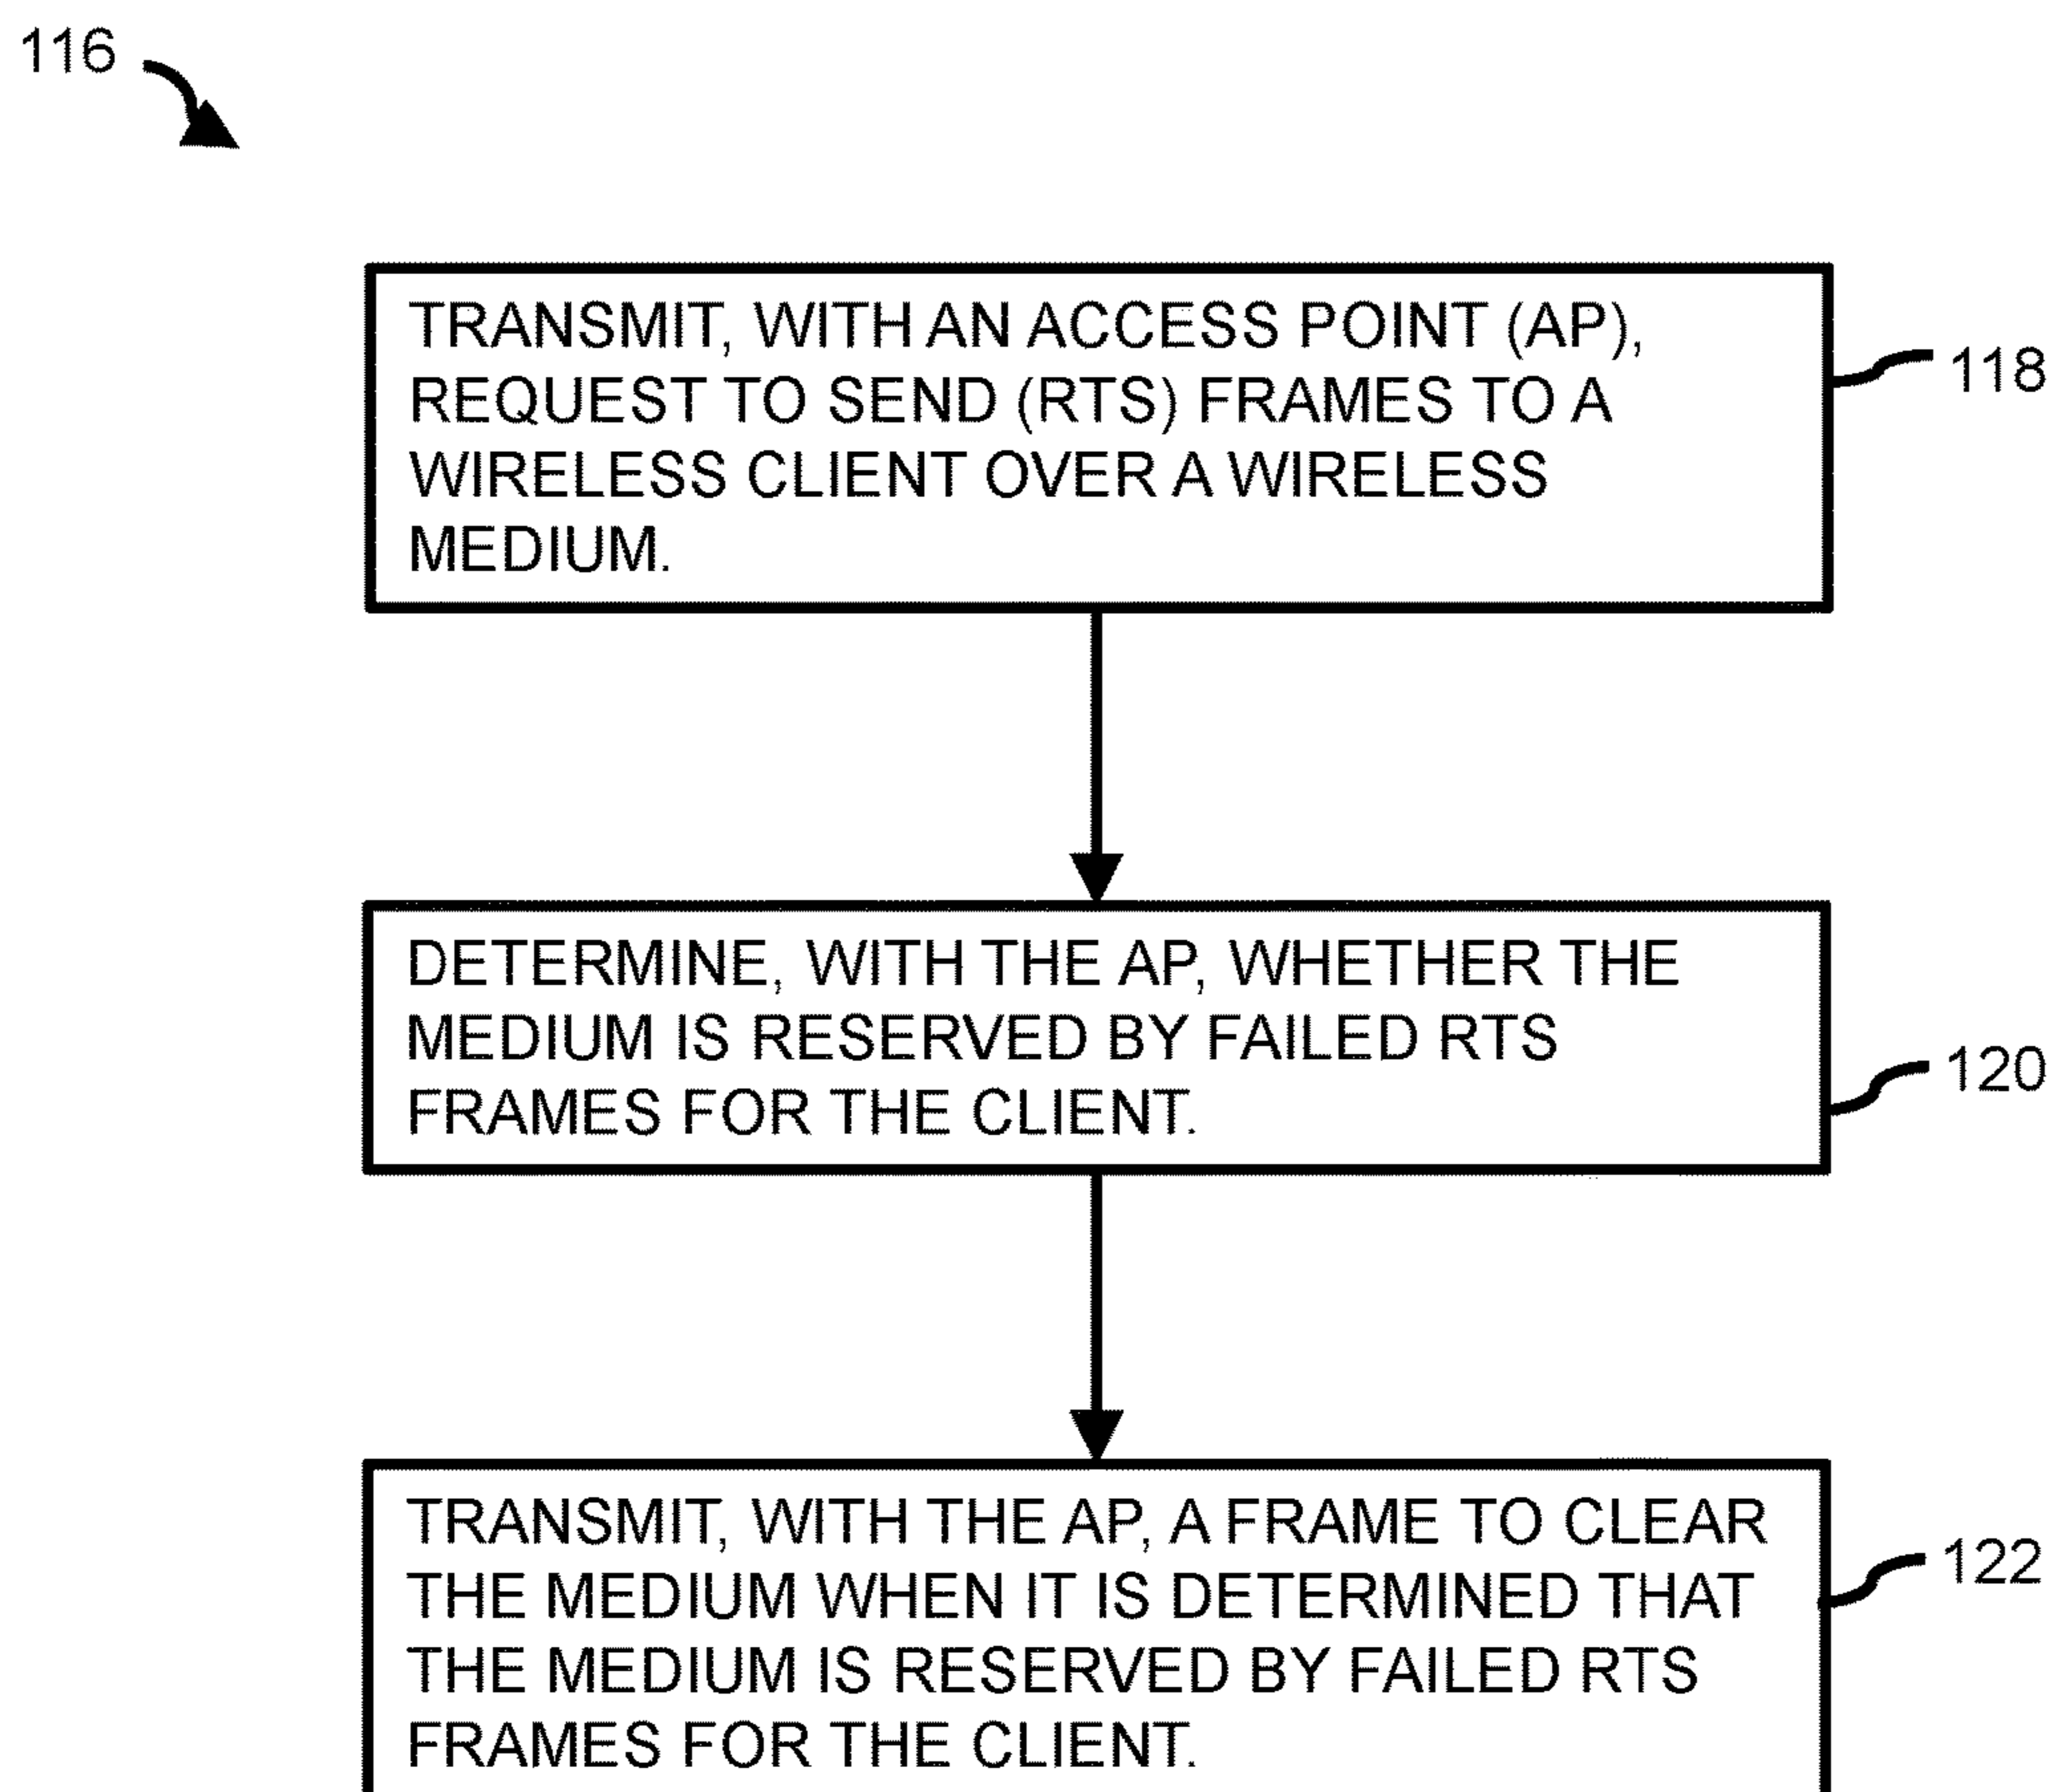 116
TRANSMIT, WITH AN ACCESS POINT (AP),
REQUEST TO SEND (RTS) FRAMES TO A
WIRELESS CLIENT OVER A WIRELESS
MEDIUM.
118
DETERMINE, WITH THE AP, WHETHER THE
MEDIUM IS RESERVED BY FAILED RTS
FRAMES FOR THE CLIENT.
120
TRANSMIT, WITH THE AP, A FRAME TO CLEAR
THE MEDIUM WHEN IT IS DETERMINED THAT
THE MEDIUM IS RESERVED BY FAILED RTS
FRAMES FOR THE CLIENT.
122